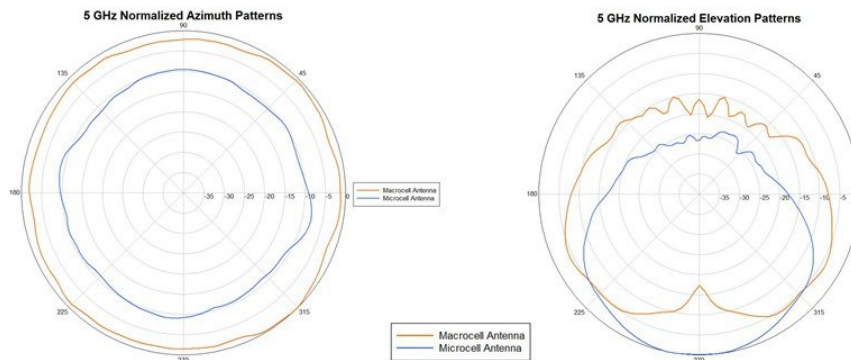 5 GHz Normalized Azimuth Patterns
90
135
45
180
-35 -30 -25 -20 -15 -10 -5 0
Macrocell Antenna
Microcell Antenna
225
315
270
5 GHz Normalized Elevation Patterns
90
135
45
180
-35 -30 -25 -20 -15 -10 -5
225
315
270
Macrocell Antenna
Microcell Antenna